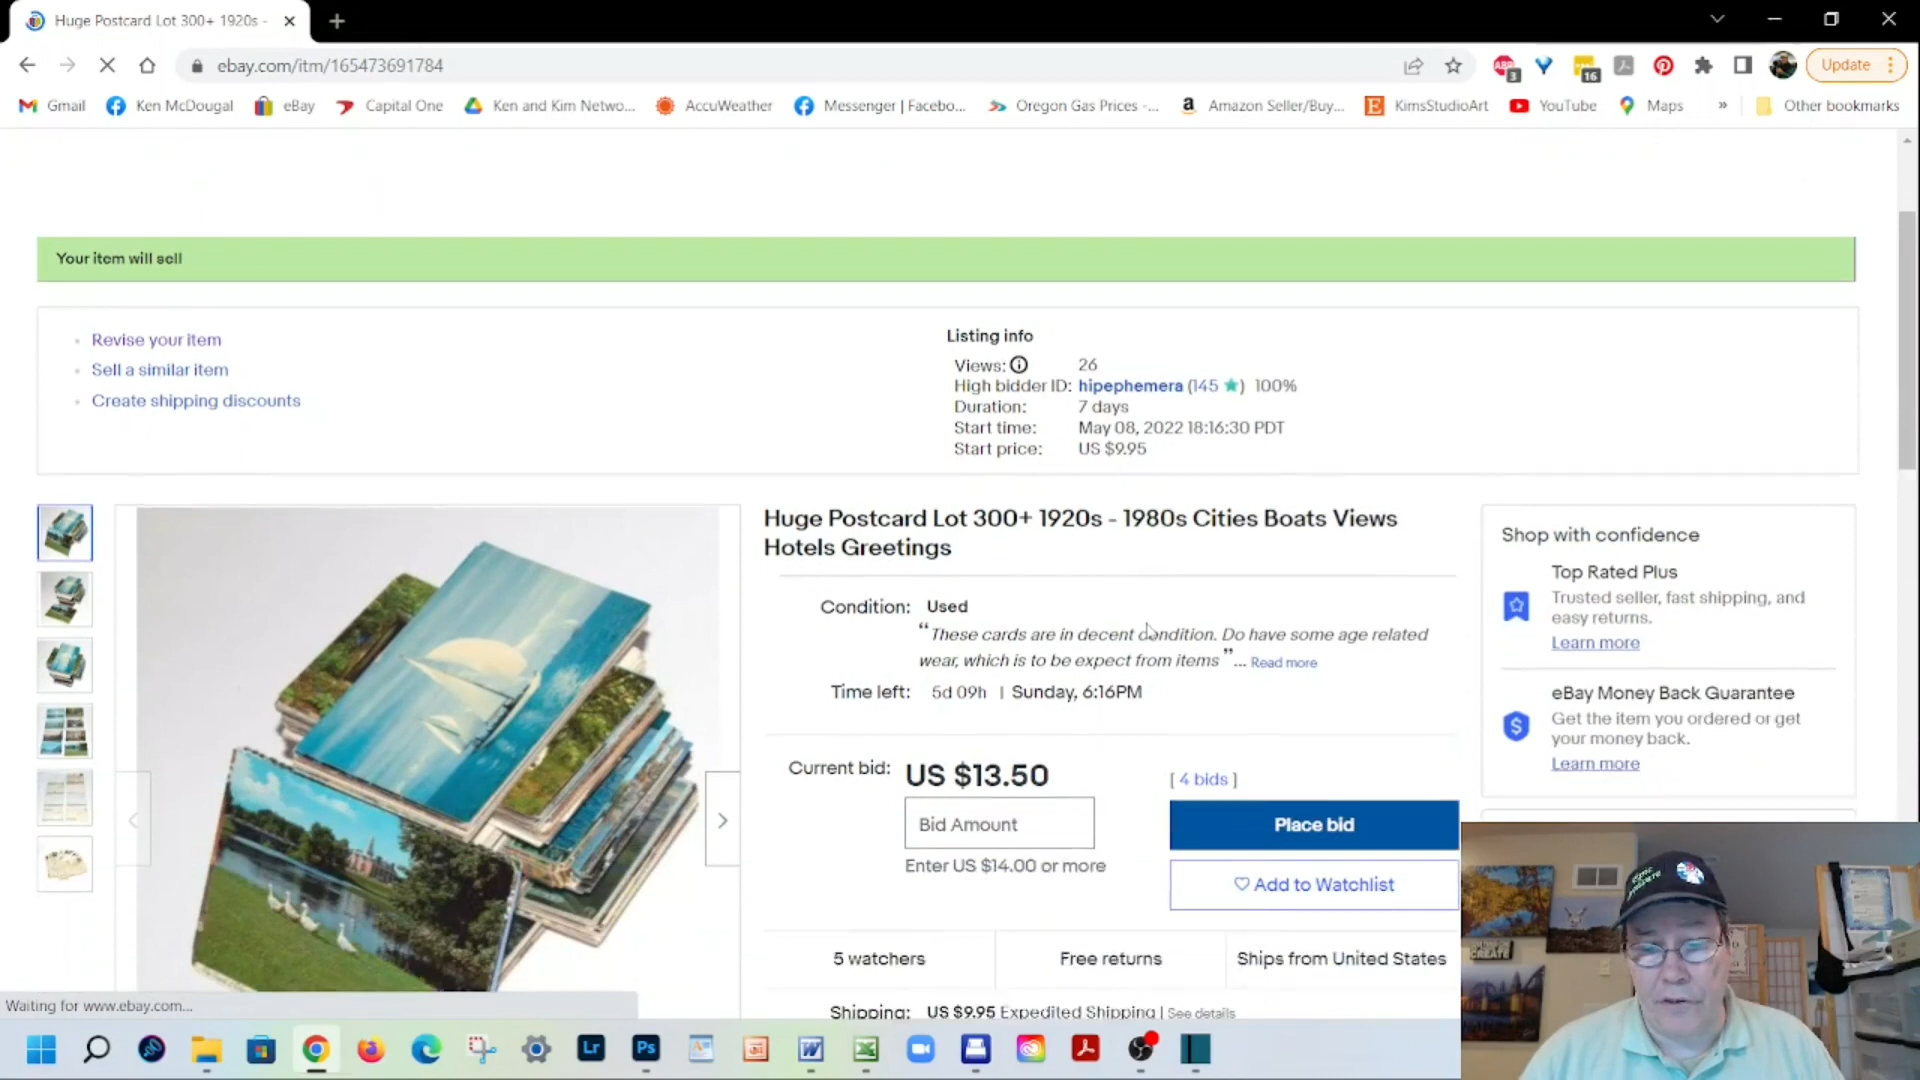 Huge Postcard Lot 300+ 1920s -
ebay.com/itm/165473691784
3
16
Update
Gmail
Ken McDougal
eBay
Capital One
Ken and Kim Netwo...
AccuWeather
Messenger | Facebo...
Oregon Gas Prices -...
Amazon Seller/Buy...
KimsStudioArt
YouTube
Maps
»
Other bookmarks
Your item will sell
Revise your item
Sell a similar item
Create shipping discounts
Listing info
Views: 26
High bidder ID: hipephemera (145 ) 100%
Duration: 7 days
Start time: May 08, 2022 18:16:30 PDT
Start price: US $9.95
Huge Postcard Lot 300+ 1920s - 1980s Cities Boats Views
Hotels Greetings
Condition: Used
“These cards are in decent condition. Do have some age related
wear, which is to be expect from items ”... Read more
Time left: 5d 09h | Sunday, 6:16PM
Current bid: US $13.50
[ 4 bids ]
Bid Amount
Place bid
Enter US $14.00 or more
Add to Watchlist
5 watchers
Free returns
Ships from United States
Shipping: US $9.95 Expedited Shipping | See details
Shop with confidence
Top Rated Plus
Trusted seller, fast shipping, and
easy returns.
Learn more
eBay Money Back Guarantee
Get the item you ordered or get
your money back.
Learn more
CREATE
Waiting for www.ebay.com...
Lr
Ps